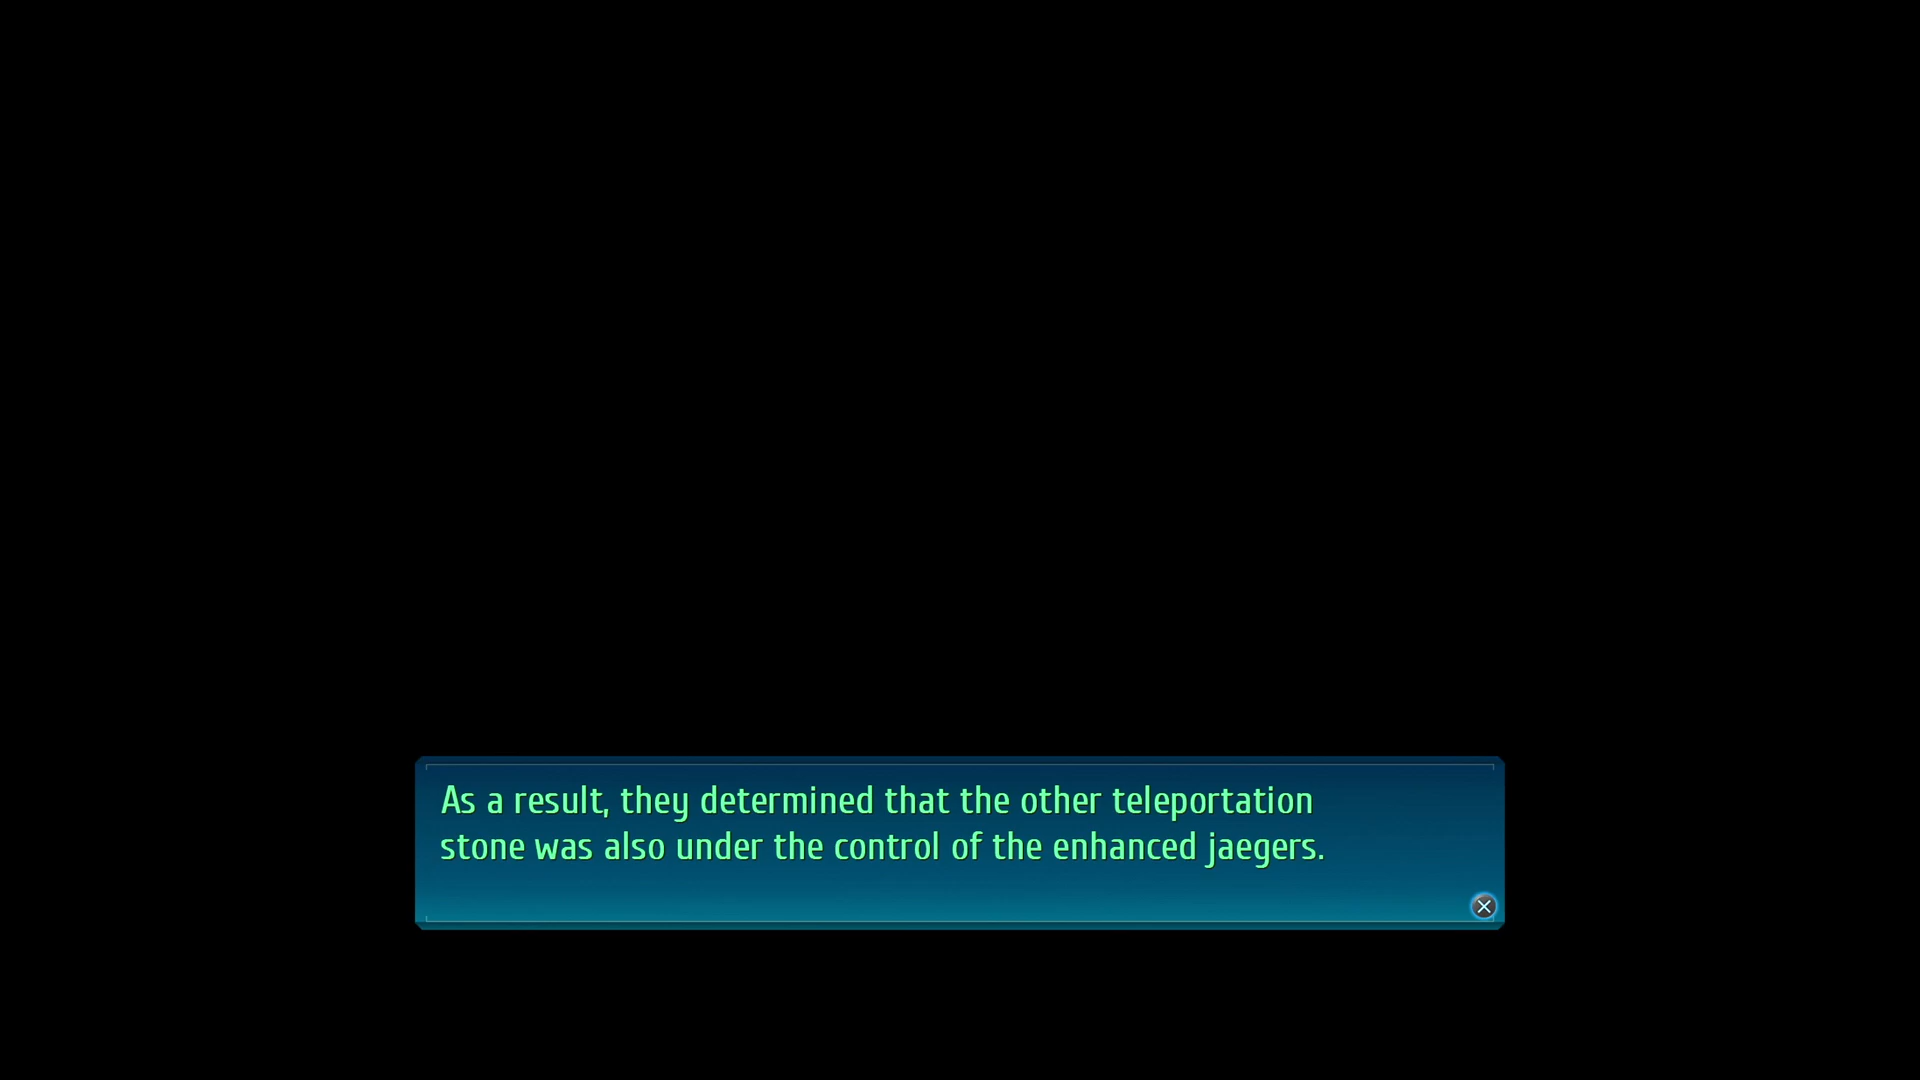 As a result, they determined that the other teleportation
stone was also under the control of the enhanced jaegers.